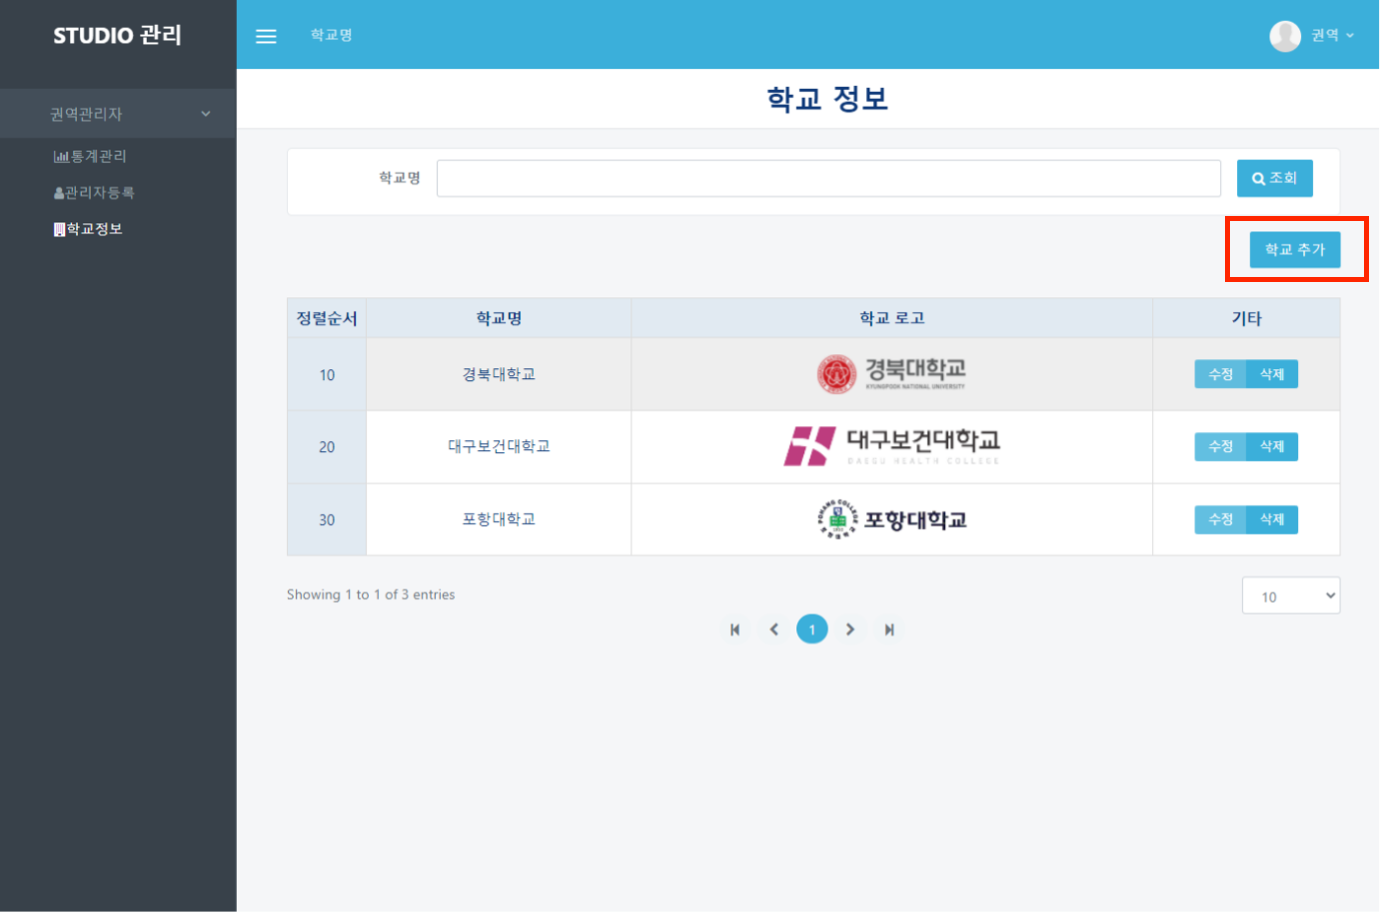 STUDIO 관리
학교명
권역
권역관리자
통계관리
관리자등록
학교정보
학교 정보
학교명
조회
학교 추가
정렬순서 학교명 학교 로고 기타
10 경북대학교 경북대학교 수정 삭제
KYUNGPOOK NATIONAL UNIVERSITY
20 대구보건대학교 대구보건대학교 수정 삭제
DAEGU HEALTH COLLEGE
30 포항대학교 POHANG COLLEGE 포항대학교 수정 삭제
Showing 1 to 1 of 3 entries
10
1